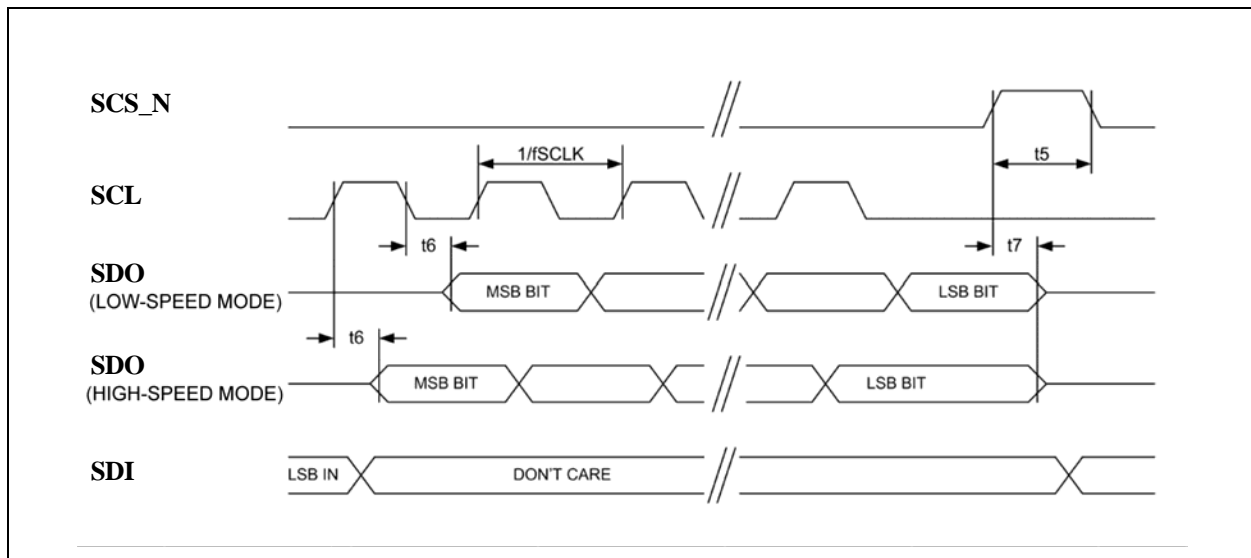 SCS_N
t5
1/fSCLK
SCL
t6
t7
SDO
(LOW-SPEED MODE)
MSB BIT
LSB BIT
t6
SDO
(HIGH-SPEED MODE)
MSB BIT
LSB BIT
SDI
LSB IN
DON'T CARE